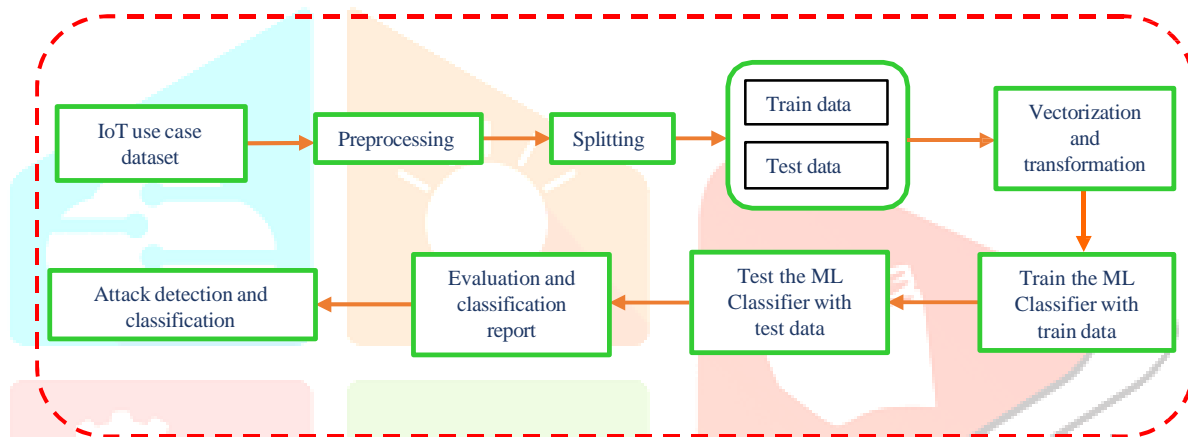 IoT use case
dataset
Preprocessing
Splitting
Train data
Test data
Vectorization
and
transformation
Train the ML
Classifier with
train data
Test the ML
Classifier with
test data
Evaluation and
classification
report
Attack detection and
classification